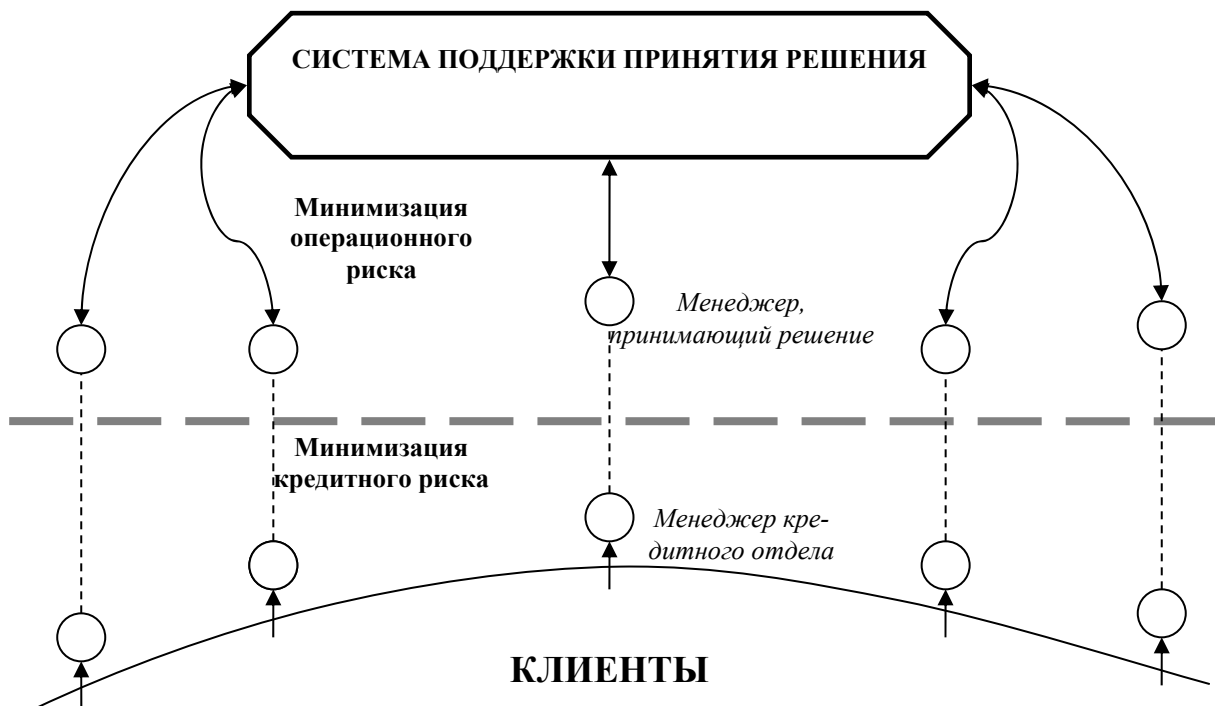 СИСТЕМА ПОДДЕРЖКИ ПРИНЯТИЯ РЕШЕНИЯ
Минимизация
операционного
риска
Менеджер,
принимающий решение
Минимизация
кредитного риска
Менеджер кре-
дитного отдела
КЛИЕНТЫ